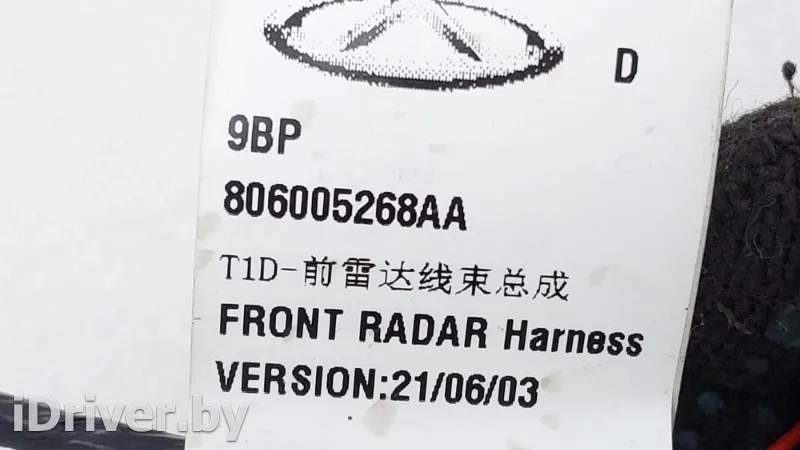 D
9BP
806005268AA
T1D-前雷达线束总成
FRONT RADAR Harness
VERSION:21/06/03
iDriver.by